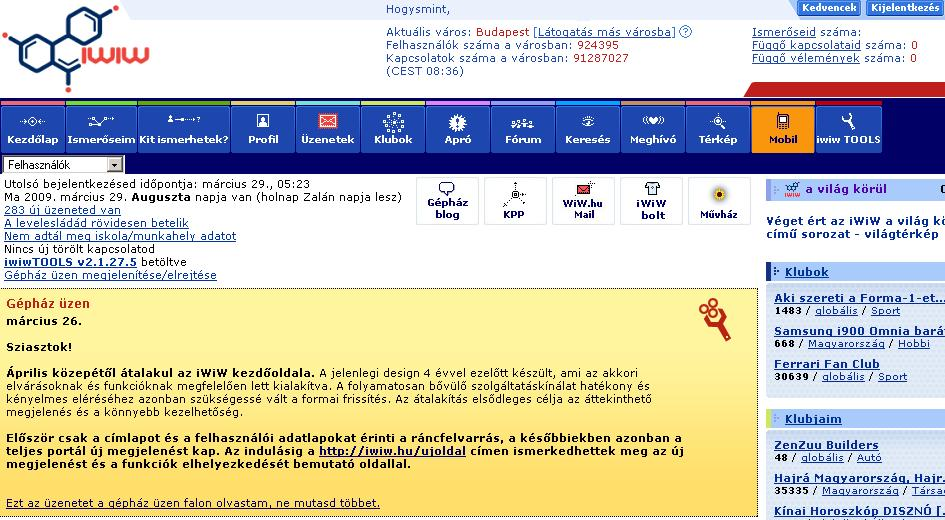 iwiw
Hogysmint,
Kedvencek
Kijelentkezés
Aktuális város: Budapest [Látogatás más városba] ?
Felhasználók száma a városban: 924395
Kapcsolatok száma a városban: 91287027
(CEST 08:36)
Ismerőseid száma:
Függő kapcsolataid száma: 0
Függő vélemények száma: 0
Kezdőlap
Ismerőseim
Kit ismerhetek?
Profil
Üzenetek
Klubok
Apró
Fórum
Keresés
Meghívó
Térkép
Mobil
iwiw TOOLS
Felhasználók
Utolsó bejelentkezésed időpontja: március 29., 05:23
Ma 2009. március 29. Auguszta napja van (holnap Zalán napja lesz)
283 új üzeneted van
A levelesládád rövidesen betelik
Nem adtál meg iskola/munkahely adatot
Nincs új törölt kapcsolatod
iwiwTOOLS v2.1.27.5 betöltve
Gépház üzen megjelenítése/elrejtése
Gépház
blog
KPP
WiW.hu
Mail
iWiW
bolt
Művház
iwiw a világ körül
Véget ért az iWiW a világ kö
című sorozat - világtérkép
Klubok
Aki szereti a Forma-1-et...
1483 / globális / Sport
Samsung i900 Omnia bará
668 / Magyarország / Hobbi
Ferrari Fan Club
30639 / globális / Sport
Klubjaim
ZenZuu Builders
48 / globális / Autó
Hajrá Magyarország, Hajr.
35335 / Magyarország / Társa
Kínai Horoszkóp DISZNÓ [.
Gépház üzen
március 26.
Sziasztok!
Április közepétől átalakul az iWiW kezdőoldala. A jelenlegi design 4 évvel ezelőtt készült, ami az akkori
elvárásoknak és funkcióknak megfelelően lett kialakítva. A folyamatosan bővülő szolgáltatáskínálat hatékony és
kényelmes eléréséhez azonban szükségessé vált a formai frissítés. Az átalakítás elsődleges célja az áttekinthető
megjelenés és a könnyebb kezelhetőség.
Először csak a címlapot és a felhasználói adatlapokat érinti a ráncfelvarrás, a későbbiekben azonban a
teljes portál új megjelenést kap. Az indulásig a http://iwiw.hu/ujoldal címen ismerkedhettek meg az új
megjelenést és a funkciók elhelyezkedését bemutató oldallal.
Ezt az üzenetet a gépház üzen falon olvastam, ne mutasd többet.